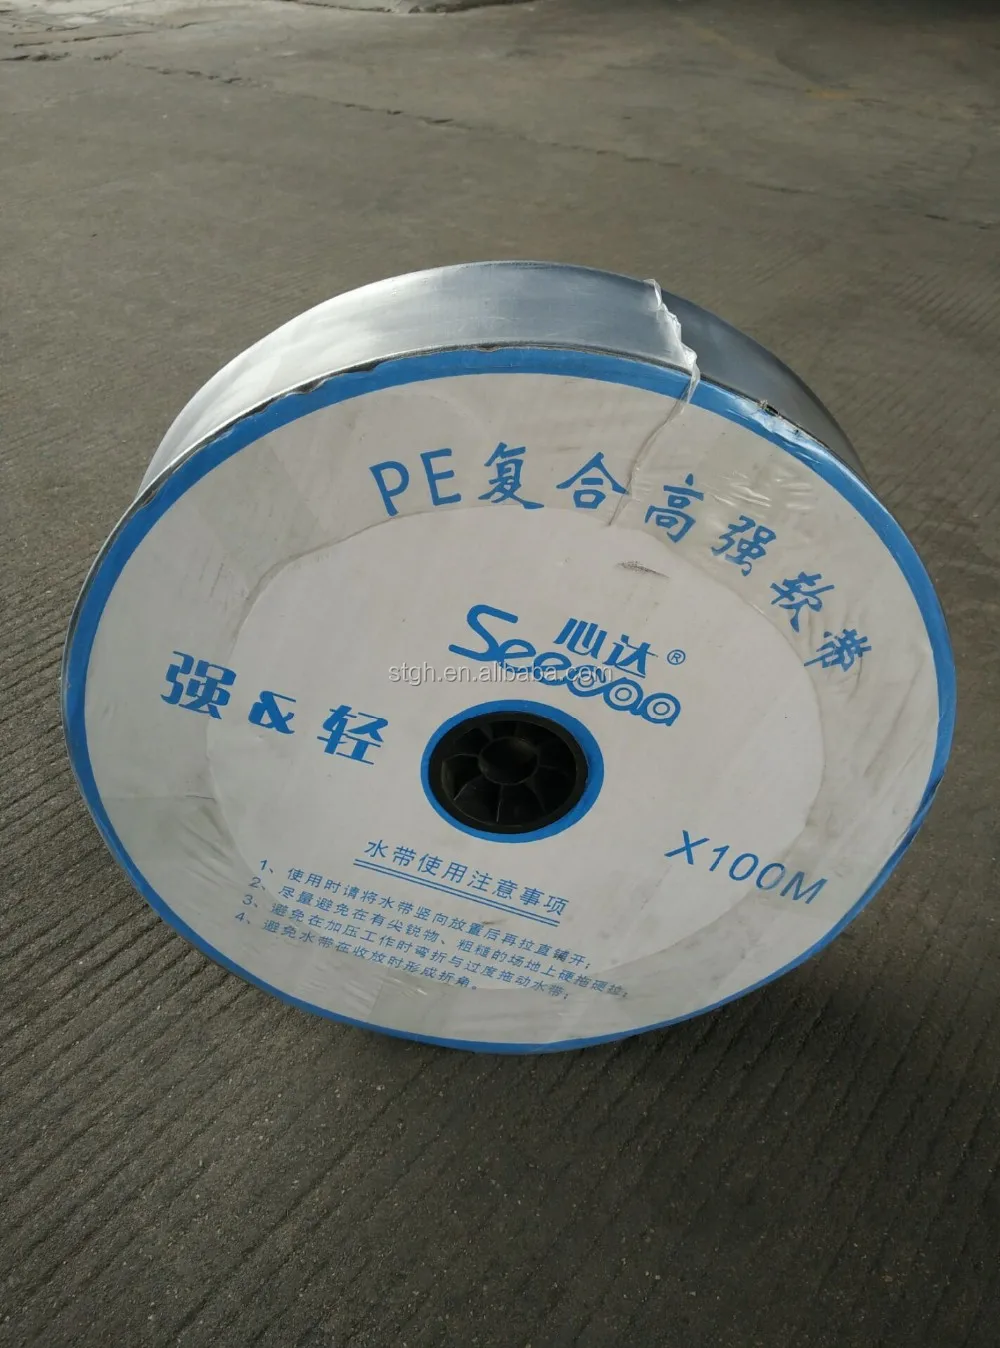 PE复合高强软带
心达®
Seeooaa
stgh.en.alibaba.com
强&轻
X100M
水带使用注意事项
1、使用时请将水带竖向放置后再拉直铺开;
2、尽量避免在有尖锐物、粗糙的场地上硬拖硬拉;
3、避免在加压工作时弯折与过度拖动水带;
4、避免水带在收放时形成折角。